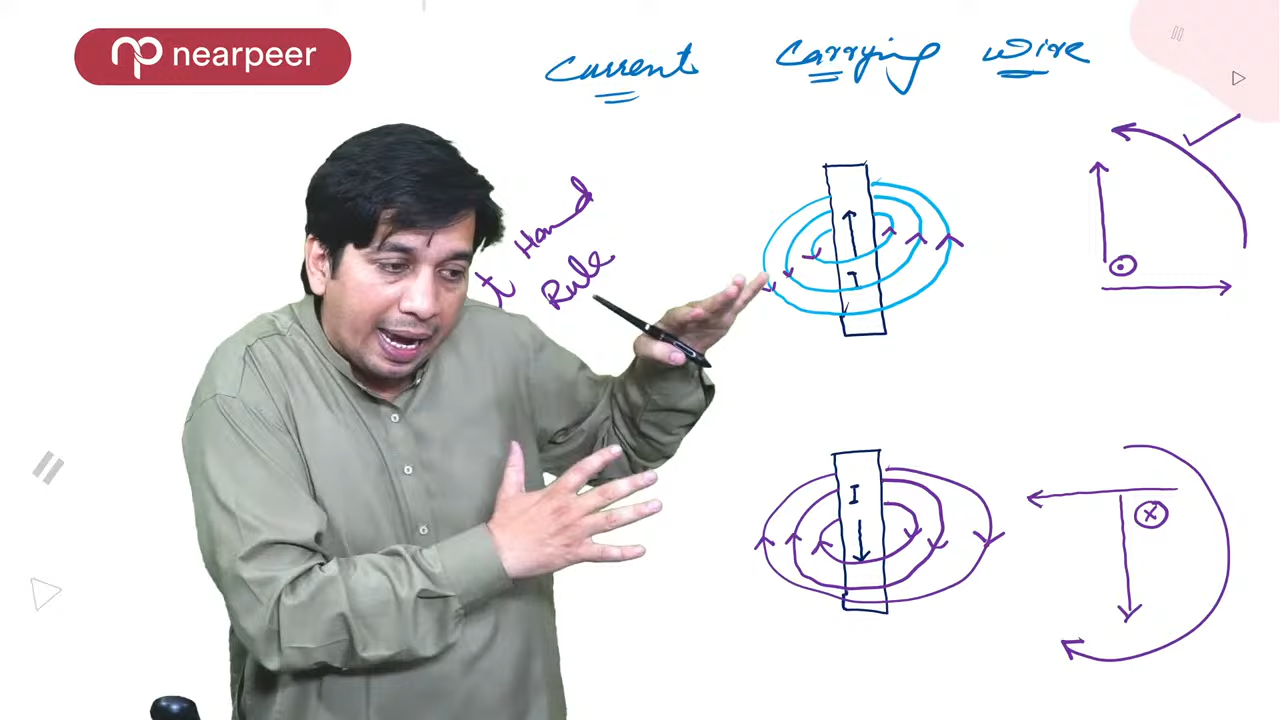 nearpeer
Current Carrying Wire
t Hand
Rule
I
I